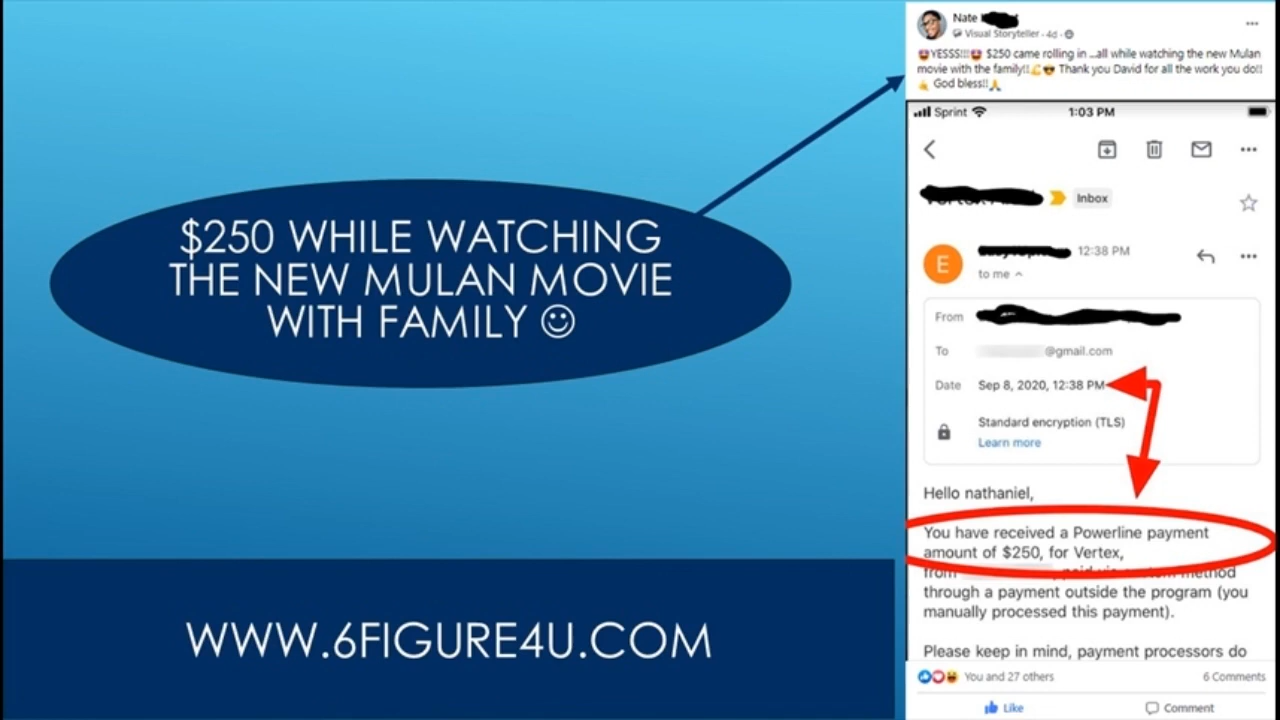 $250 WHILE WATCHING
THE NEW MULAN MOVIE
WITH FAMILY ☺
WWW.6FIGURE4U.COM
Nate
Visual Storyteller · 4d ·
😍YESSS!!!😍 $250 came rolling in ...all while watching the new Mulan
movie with the family!!💪😎 Thank you David for all the work you do!!
🤙 God bless!!🙏
Sprint 1:03 PM
Inbox
12:38 PM
E
to me
From
To @gmail.com
Date Sep 8, 2020, 12:38 PM
Standard encryption (TLS)
Learn more
Hello nathaniel,
You have received a Powerline payment
amount of $250, for Vertex,
from paid via custom method
through a payment outside the program (you
manually processed this payment).
Please keep in mind, payment processors do
You and 27 others 6 Comments
Like Comment